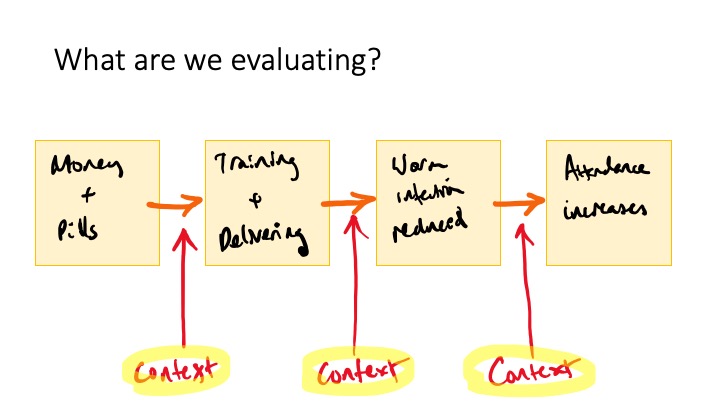 What are we evaluating?
Money
+
Pills
Training
+
Delivering
Worm
infection
reduced
Attendance
increases
Context
Context
Context